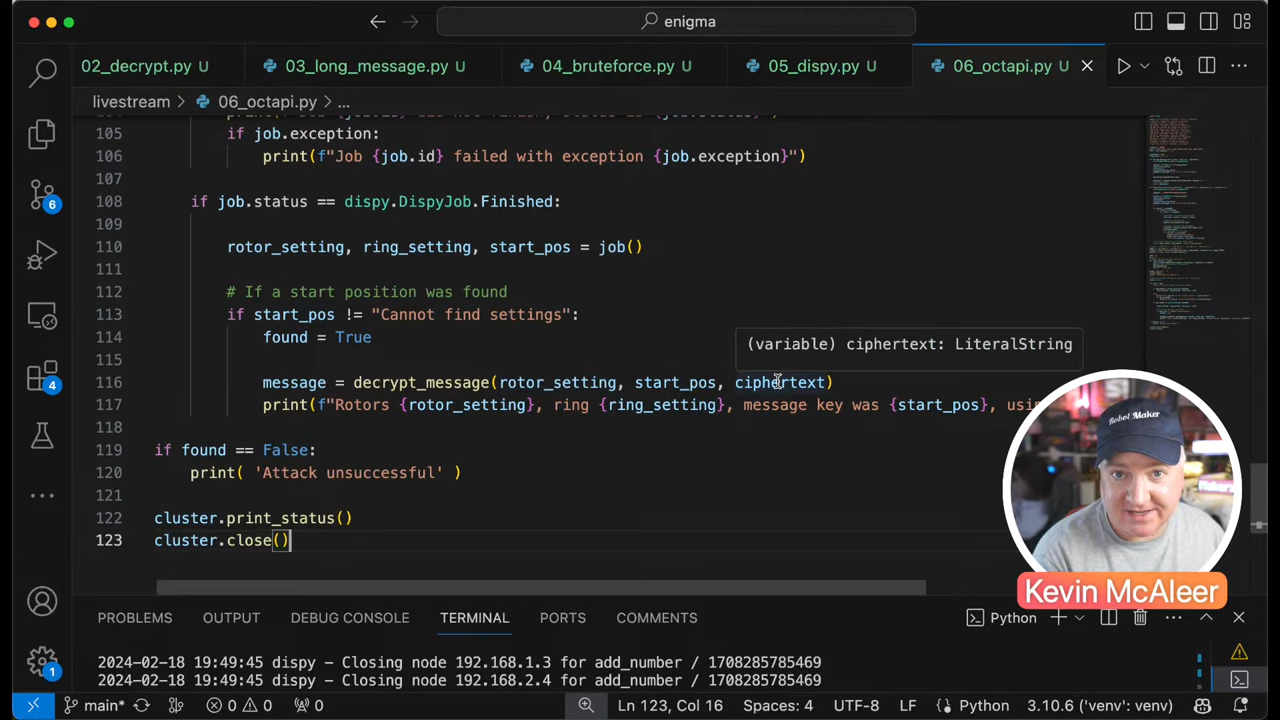 enigma
02_decrypt.py U
03_long_message.py U
04_bruteforce.py U
05_dispy.py U
06_octapi.py U
livestream > 06_octapi.py > ...
105 if job.exception:
106 print(f"Job {job.id} failed with exception {job.exception}")
107
108 if job.status == dispy.DispyJob.Finished:
109
110 rotor_setting, ring_setting, start_pos = job()
111
112 # If a start position was found
113 if start_pos != "Cannot find settings":
114 found = True
(variable) ciphertext: LiteralString
115
116 message = decrypt_message(rotor_setting, start_pos, ciphertext)
117 print(f"Rotors {rotor_setting}, ring {ring_setting}, message key was {start_pos}, usin
118
119 if found == False:
120 print( 'Attack unsuccessful' )
121
122 cluster.print_status()
123 cluster.close()
Robot Maker
Kevin McAleer
PROBLEMS OUTPUT DEBUG CONSOLE TERMINAL PORTS COMMENTS Python
2024-02-18 19:49:45 dispy - Closing node 192.168.1.3 for add_number / 1708285785469
2024-02-18 19:49:45 dispy - Closing node 192.168.2.4 for add_number / 1708285785469
6
4
1
main* 0 0 0 Ln 123, Col 16 Spaces: 4 UTF-8 LF Python 3.10.6 ('venv': venv)